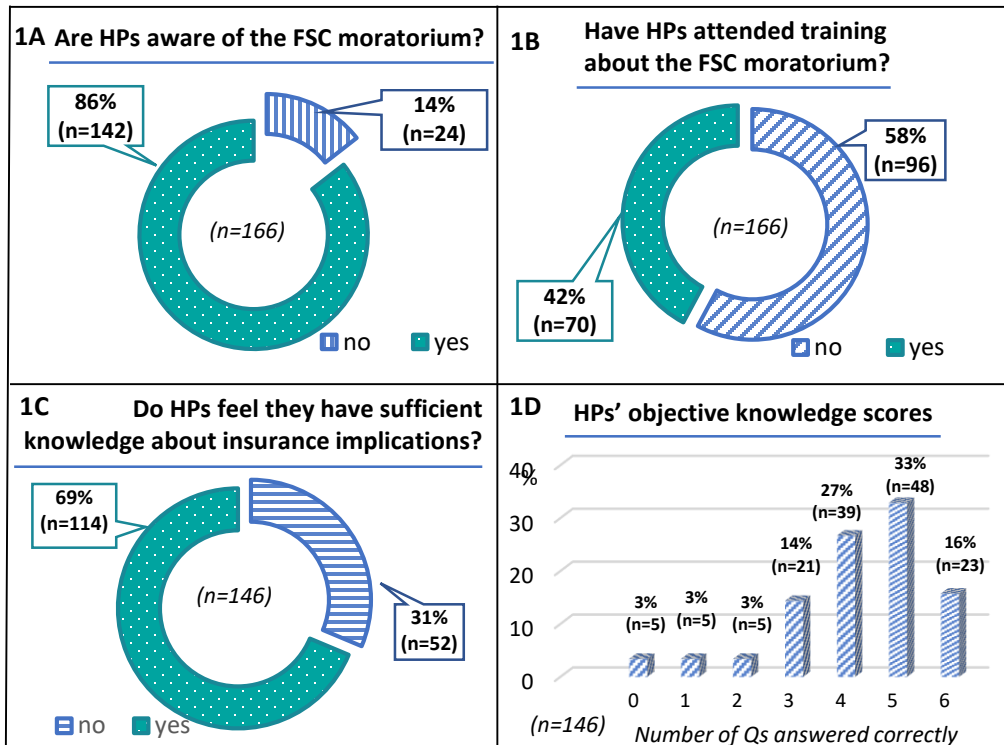 1A Are HPs aware of the FSC moratorium?
86%
(n=142)
14%
(n=24)
(n=166)
no yes
1B Have HPs attended training
about the FSC moratorium?
58%
(n=96)
(n=166)
42%
(n=70)
no yes
1C Do HPs feel they have sufficient
knowledge about insurance implications?
69%
(n=114)
(n=146)
31%
(n=52)
no yes
1D HPs’ objective knowledge scores
40
%
30
20
10
0
3%
(n=5)
3%
(n=5)
3%
(n=5)
14%
(n=21)
27%
(n=39)
33%
(n=48)
16%
(n=23)
0 1 2 3 4 5 6
(n=146) Number of Qs answered correctly